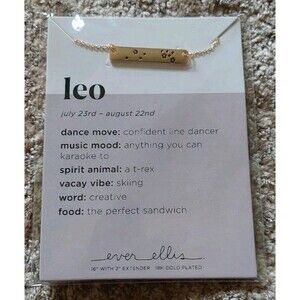 leo
july 23rd – august 22nd
dance move: confident line dancer
music mood: anything you can
karaoke to
spirit animal: a t-rex
vacay vibe: skiing
word: creative
food: the perfect sandwich
ever ellis
16" WITH 2" EXTENDER 18K GOLD PLATED